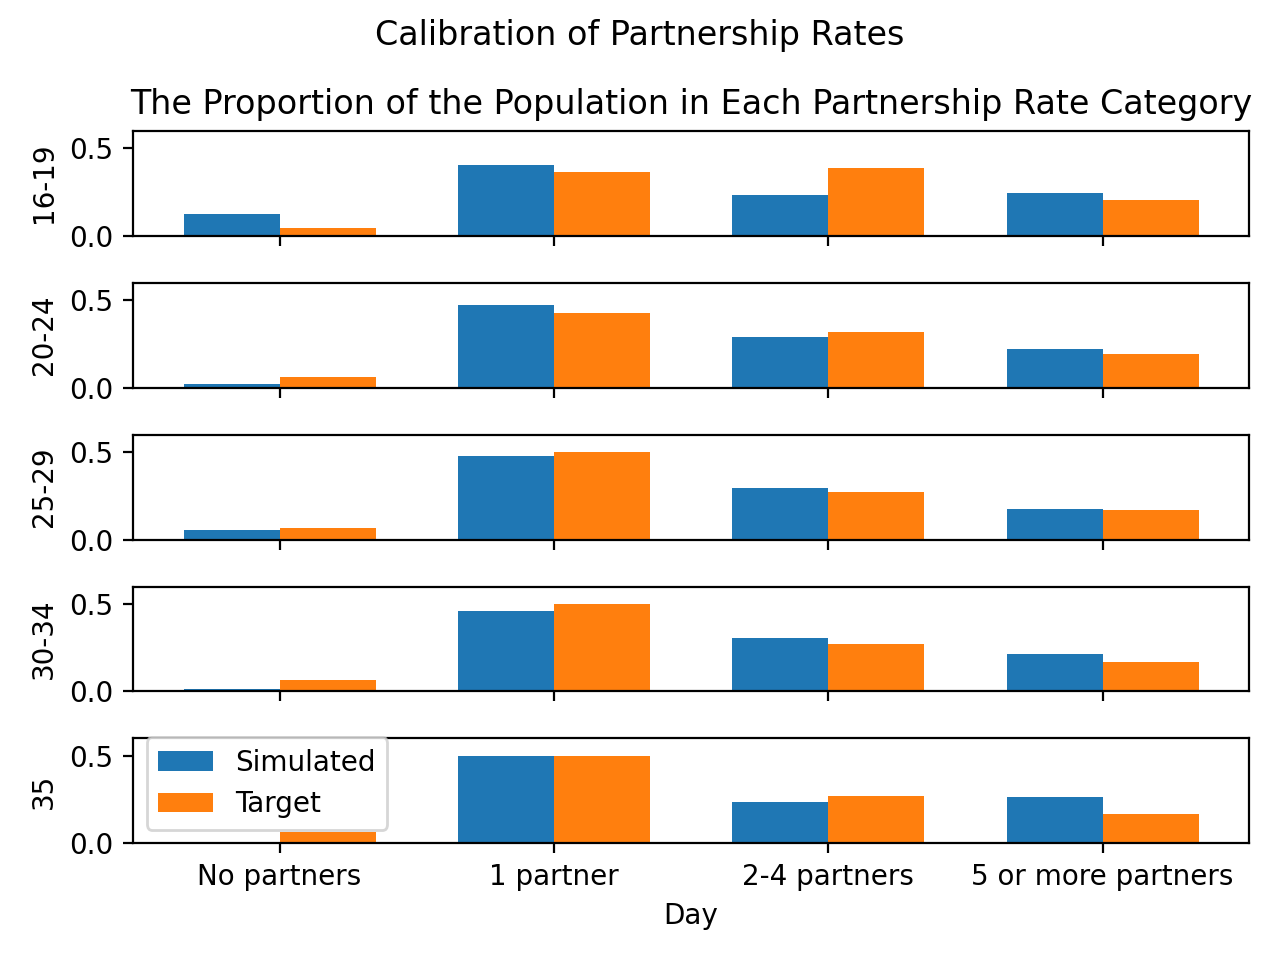 Calibration of Partnership Rates
The Proportion of the Population in Each Partnership Rate Category
16-19
0.5
0.0
20-24
0.5
0.0
25-29
0.5
0.0
30-34
0.5
0.0
35
0.5
0.0
Simulated
Target
No partners
1 partner
2-4 partners
5 or more partners
Day